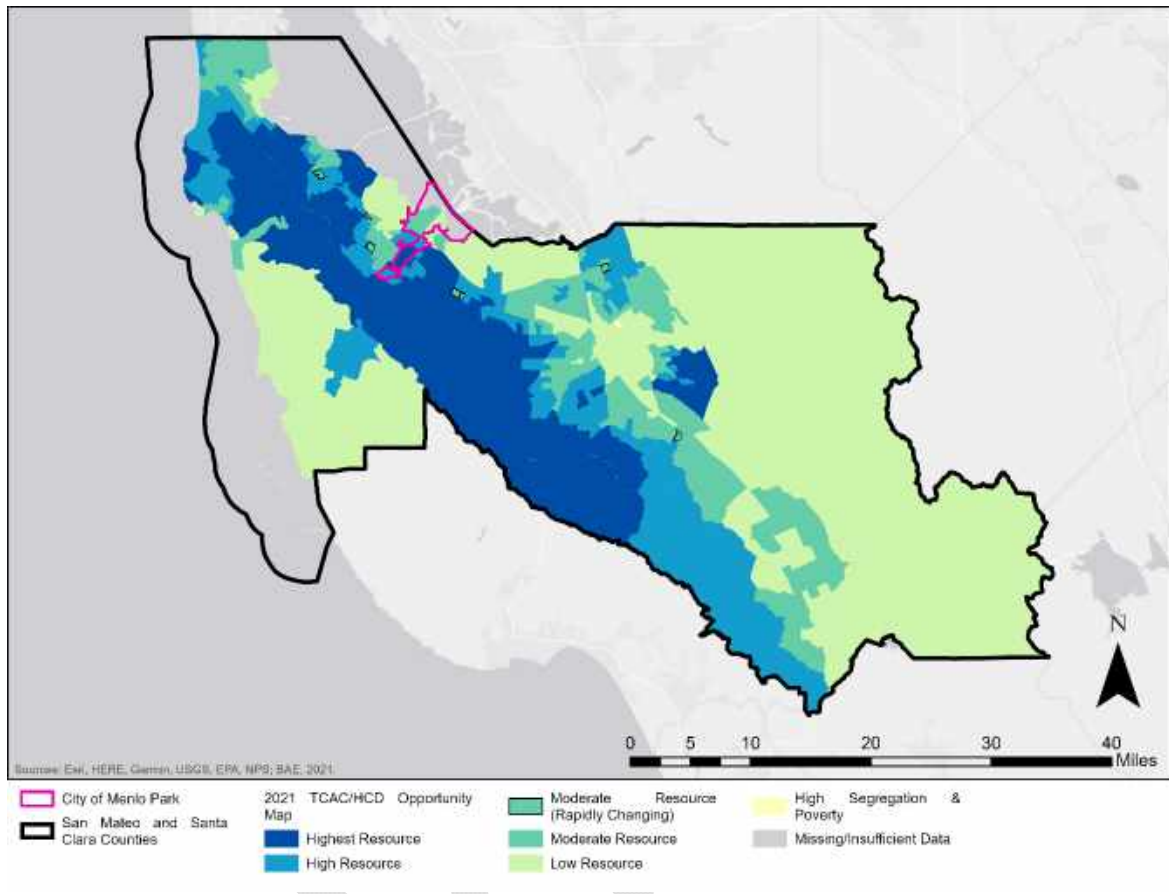 N
0 5 10 20 30 40
Miles
Sources: Esri, HERE, Garmin, USGS, EPA, NPS; BAE, 2021.
City of Menlo Park
San Mateo and Santa
Clara Counties
2021 TCAC/HCD Opportunity
Map
Highest Resource
High Resource
Moderate Resource
(Rapidly Changing)
Moderate Resource
Low Resource
High Segregation &
Poverty
Missing/Insufficient Data